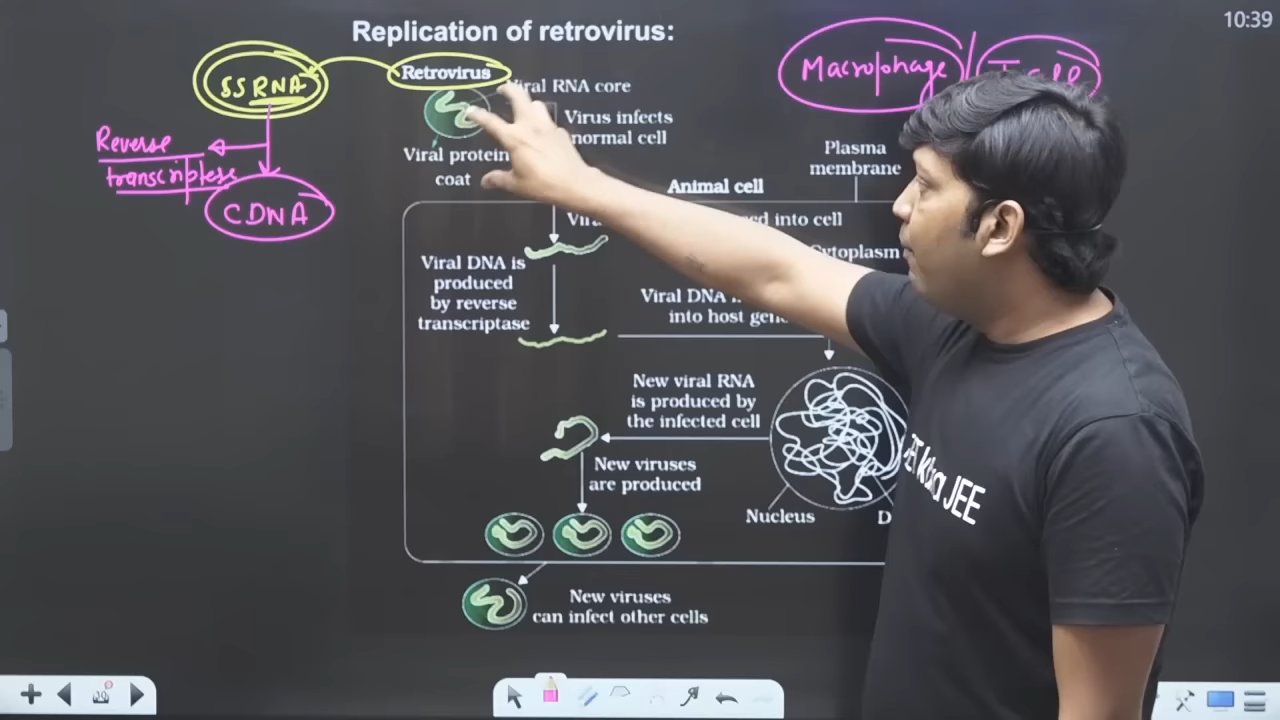 10:39
Replication of retrovirus:
SSRNA
Reverse
transcriptese
CDNA
Macrophage / T cell
Retrovirus
Viral RNA core
Virus infects
normal cell
Viral protein
coat
Plasma
membrane
Animal cell
into cell
Cytoplasm
Viral DNA is
produced
by reverse
transcriptase
Viral DNA
into host
New viral RNA
is produced by
the infected cell
New viruses
are produced
Nucleus
D
New viruses
can infect other cells
JEE